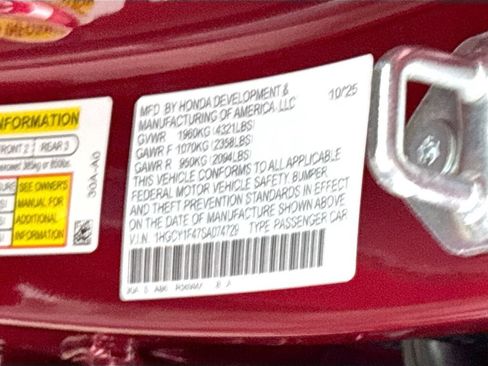 INFORMATION
FRONT 2 REAR 3
SEE OWNER'S
MANUAL FOR
ADDITIONAL
INFORMATION
30A-A0
MFD. BY HONDA DEVELOPMENT &
MANUFACTURING OF AMERICA, LLC 10/25
GVWR 1960KG (4321LBS)
GAWR F 1070KG (2358LBS)
GAWR R 950KG (2094LBS)
THIS VEHICLE CONFORMS TO ALL APPLICABLE
FEDERAL MOTOR VEHICLE SAFETY BUMPER
AND THEFT PREVENTION STANDARDS IN EFFECT
ON THE DATE OF MANUFACTURE SHOWN ABOVE
V.I.N. 1HGCY1F47SA074729 TYPE PASSENGER CAR